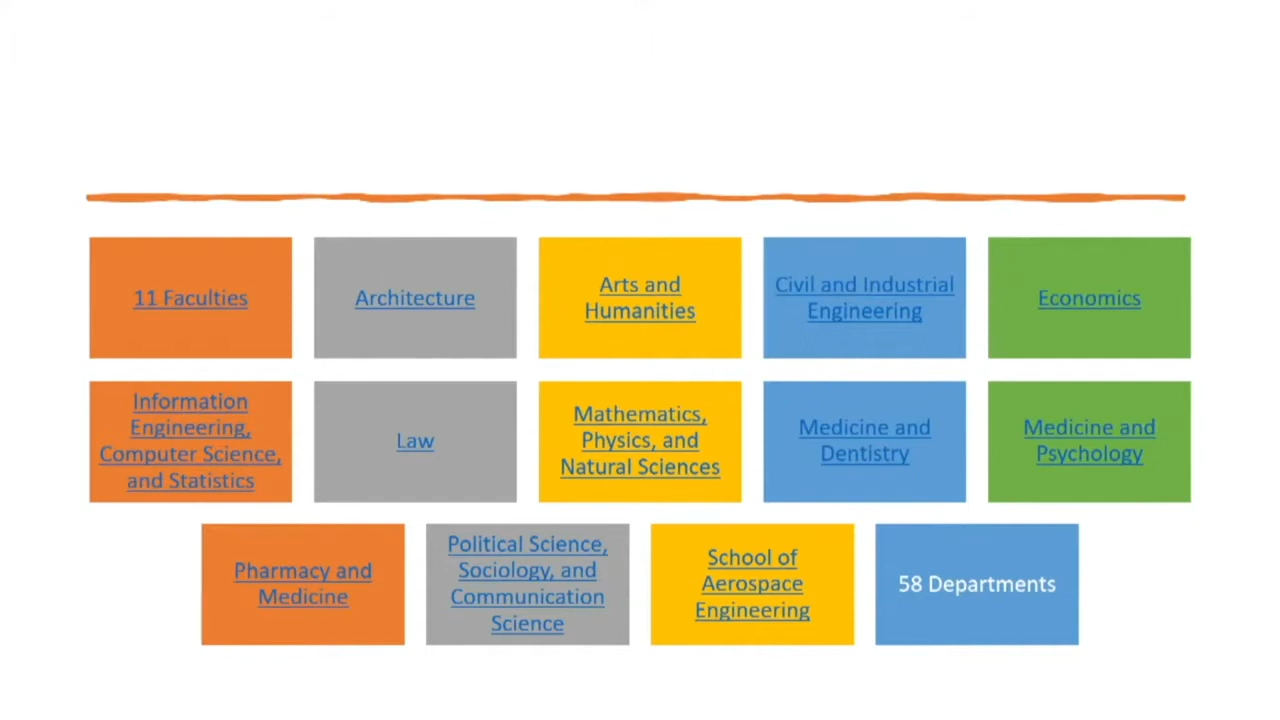 11 Faculties
Architecture
Arts and
Humanities
Civil and Industrial
Engineering
Economics
Information
Engineering,
Computer Science,
and Statistics
Law
Mathematics,
Physics, and
Natural Sciences
Medicine and
Dentistry
Medicine and
Psychology
Pharmacy and
Medicine
Political Science,
Sociology, and
Communication
Science
School of
Aerospace
Engineering
58 Departments